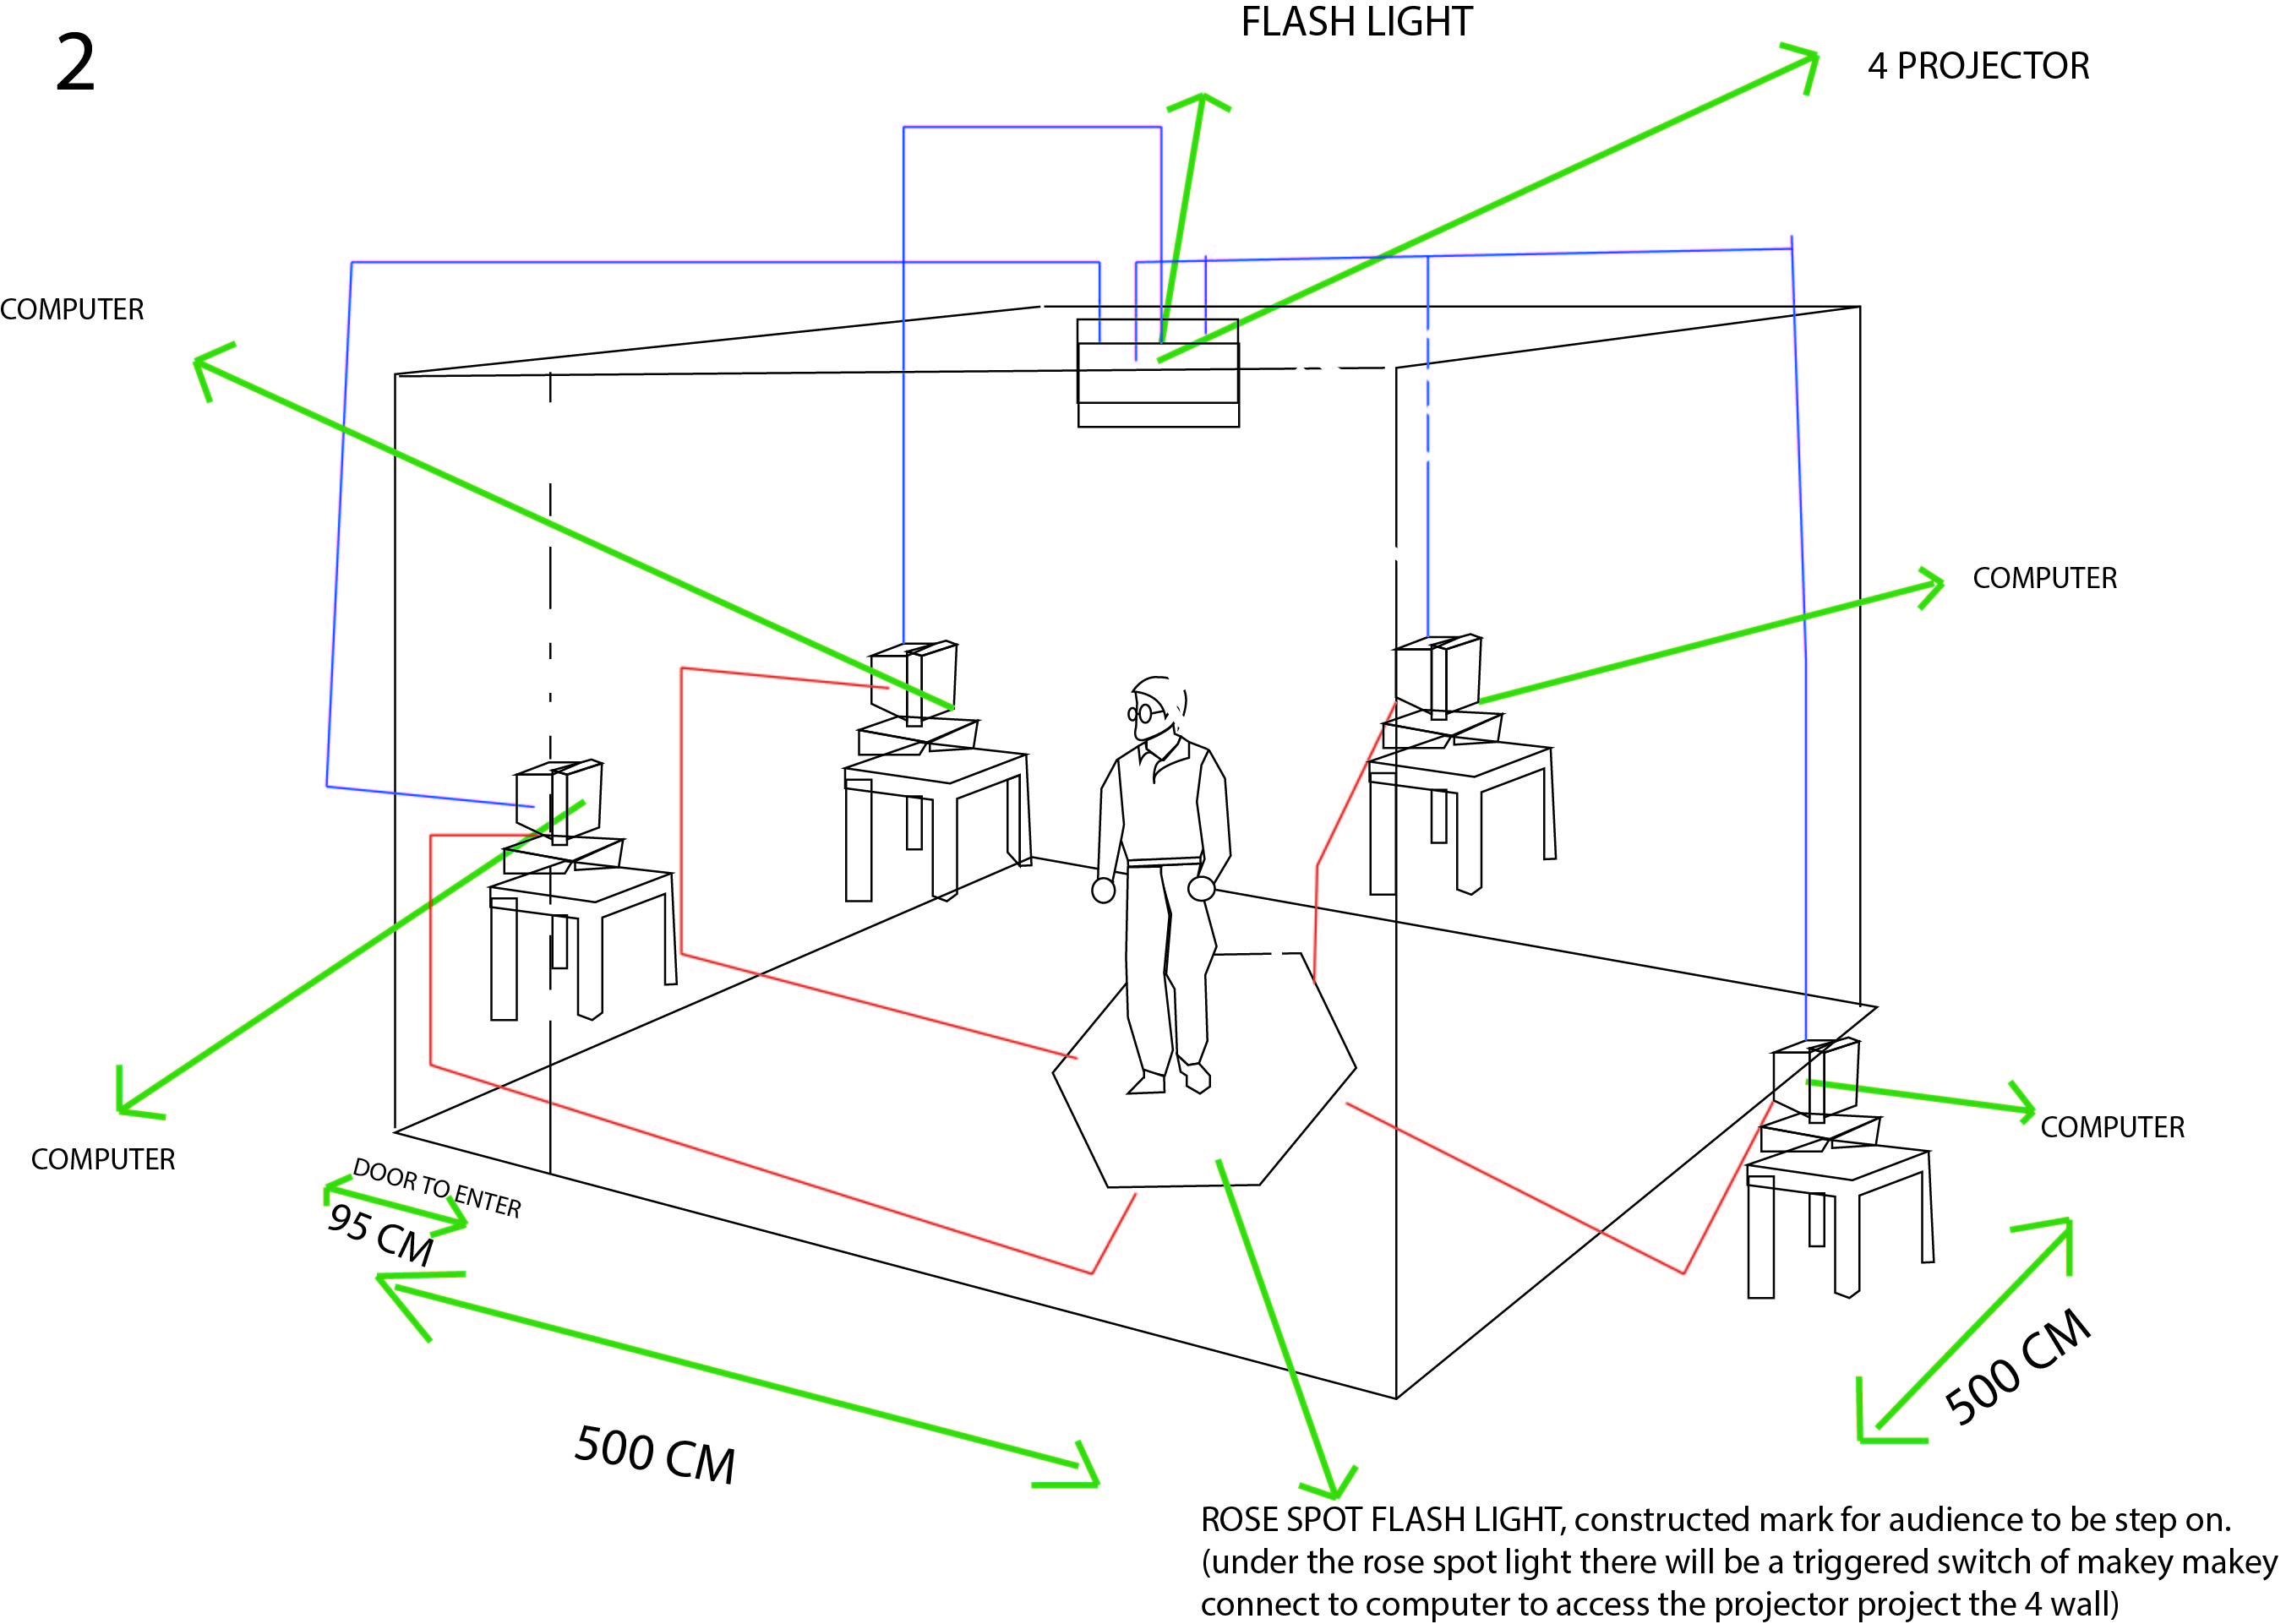 2
FLASH LIGHT
4 PROJECTOR
COMPUTER
COMPUTER
COMPUTER
COMPUTER
DOOR TO ENTER
95 CM
500 CM
500 CM
ROSE SPOT FLASH LIGHT, constructed mark for audience to be step on.
(under the rose spot light there will be a triggered switch of makey makey
connect to computer to access the projector project the 4 wall)